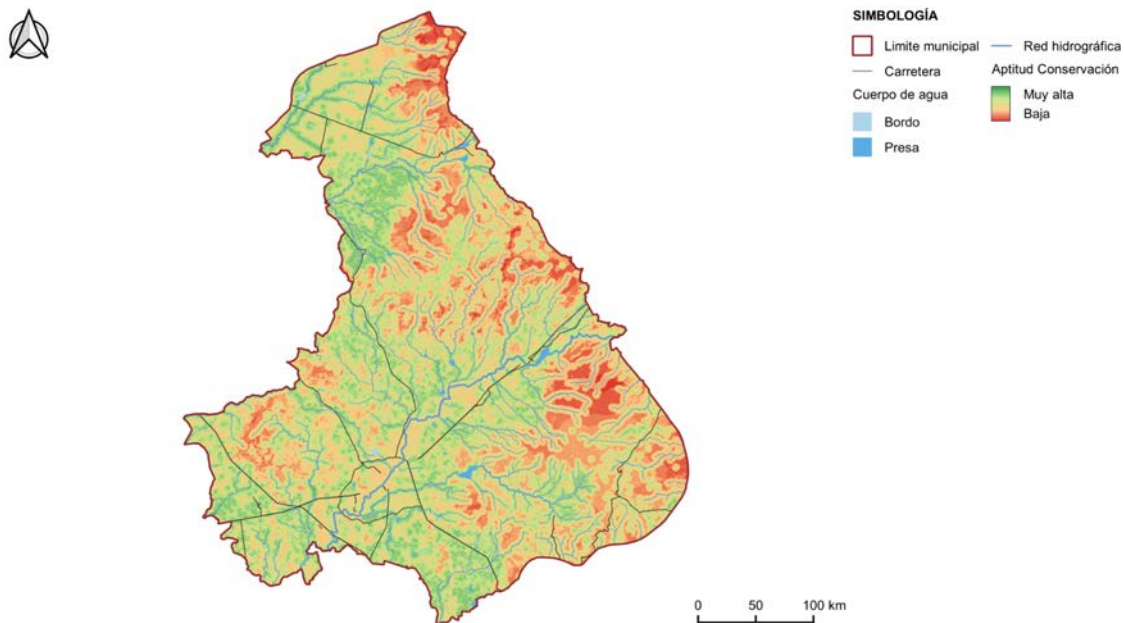 SIMBOLOGÍA
Limite municipal
Red hidrográfica
Carretera
Aptitud Conservación
Cuerpo de agua
Muy alta
Bordo
Baja
Presa
0 50 100 km